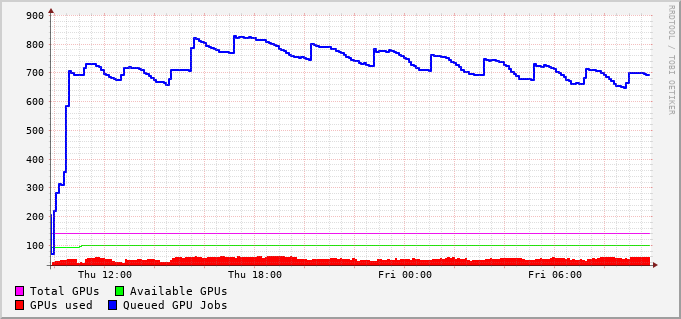 900
800
700
600
500
400
300
200
100
Thu 12:00 Thu 18:00 Fri 00:00 Fri 06:00
Total GPUs Available GPUs
GPUs used Queued GPU Jobs
RRDTOOL / TOBI OETIKER